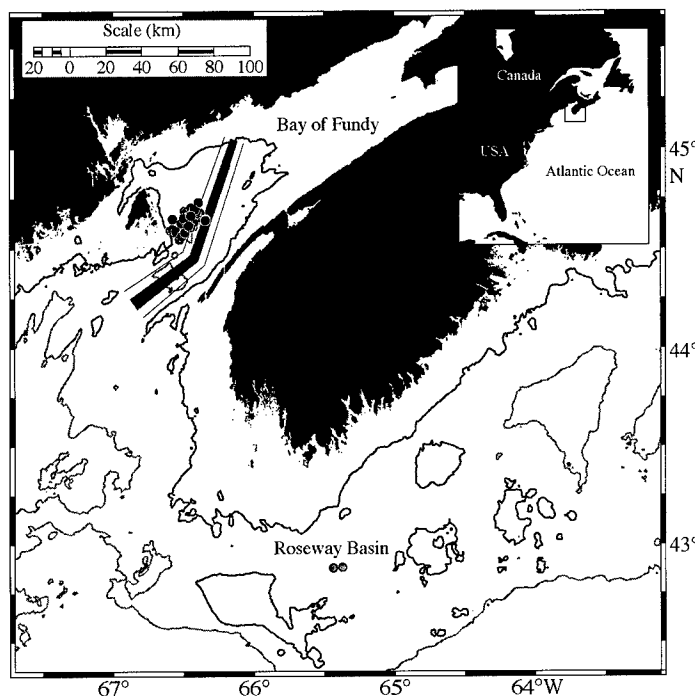 Scale (km)
20 0 20 40 60 80 100
Canada
Bay of Fundy
USA
Atlantic Ocean
45°
N
44°
Roseway Basin
43°
67° 66° 65° 64°W